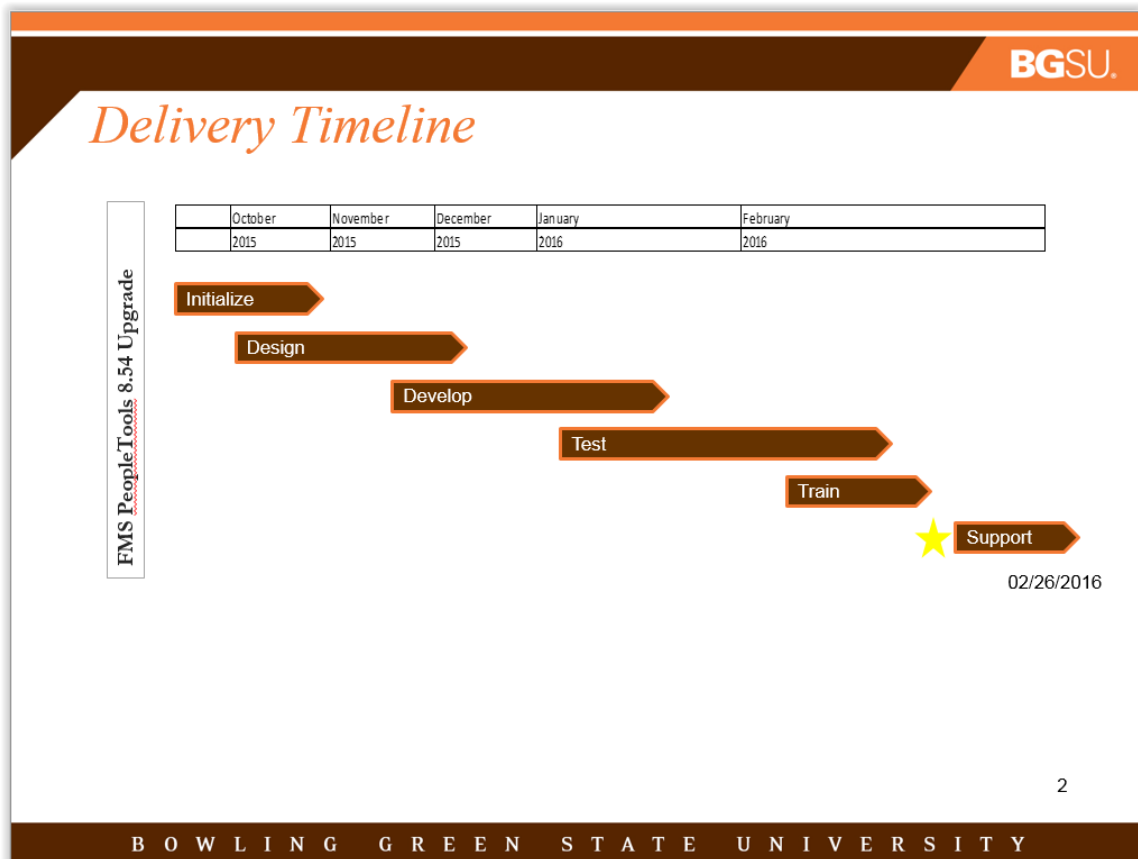 BGSU.
Delivery Timeline
October November December January February
2015 2015 2015 2016 2016
FMS PeopleTools 8.54 Upgrade
Initialize
Design
Develop
Test
Train
Support
02/26/2016
2
BOWLING GREEN STATE UNIVERSITY